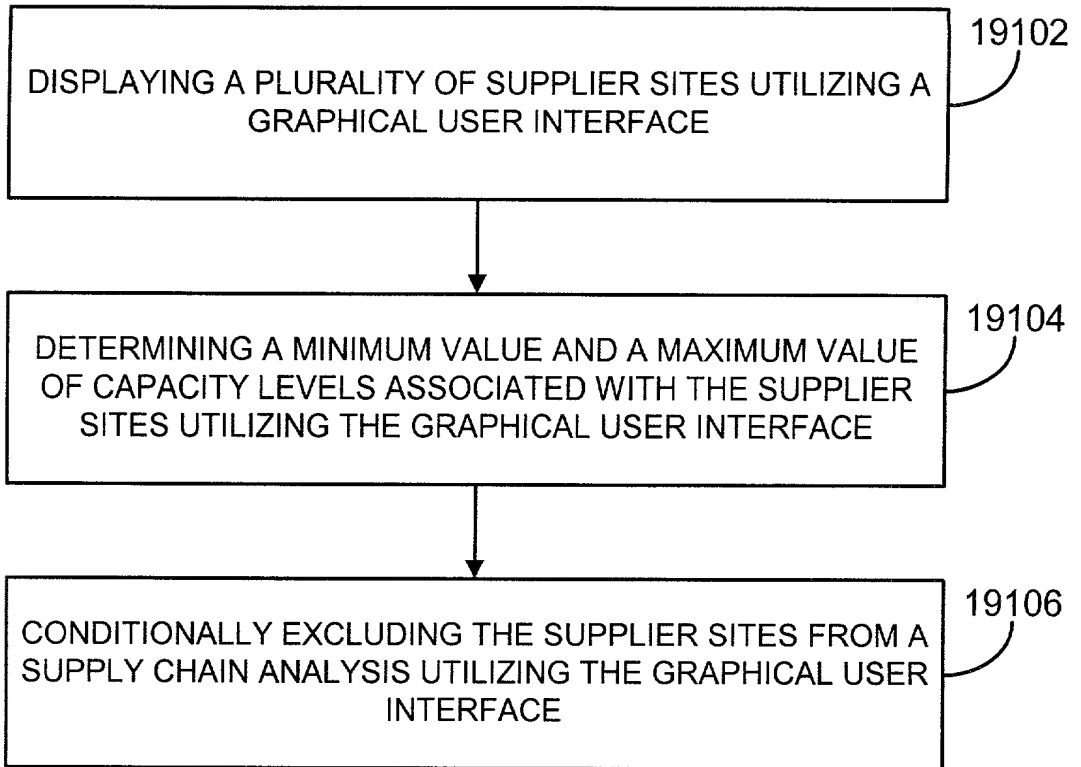 19102
DISPLAYING A PLURALITY OF SUPPLIER SITES UTILIZING A
GRAPHICAL USER INTERFACE
19104
DETERMINING A MINIMUM VALUE AND A MAXIMUM VALUE
OF CAPACITY LEVELS ASSOCIATED WITH THE SUPPLIER
SITES UTILIZING THE GRAPHICAL USER INTERFACE
19106
CONDITIONALLY EXCLUDING THE SUPPLIER SITES FROM A
SUPPLY CHAIN ANALYSIS UTILIZING THE GRAPHICAL USER
INTERFACE